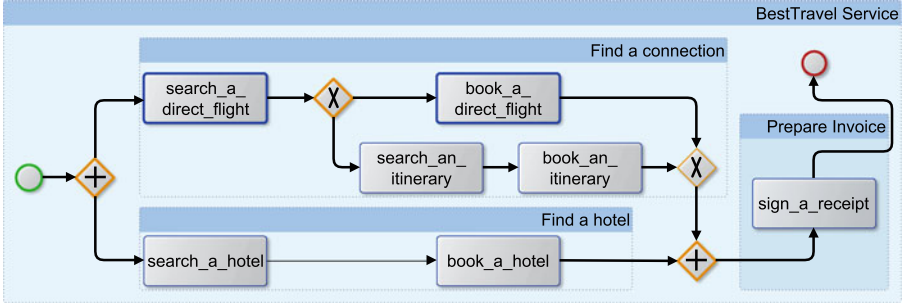 BestTravel Service
Find a connection
search_a_
direct_flight
book_a_
direct_flight
search_an_
itinerary
book_an_
itinerary
Find a hotel
search_a_hotel
book_a_hotel
Prepare Invoice
sign_a_receipt